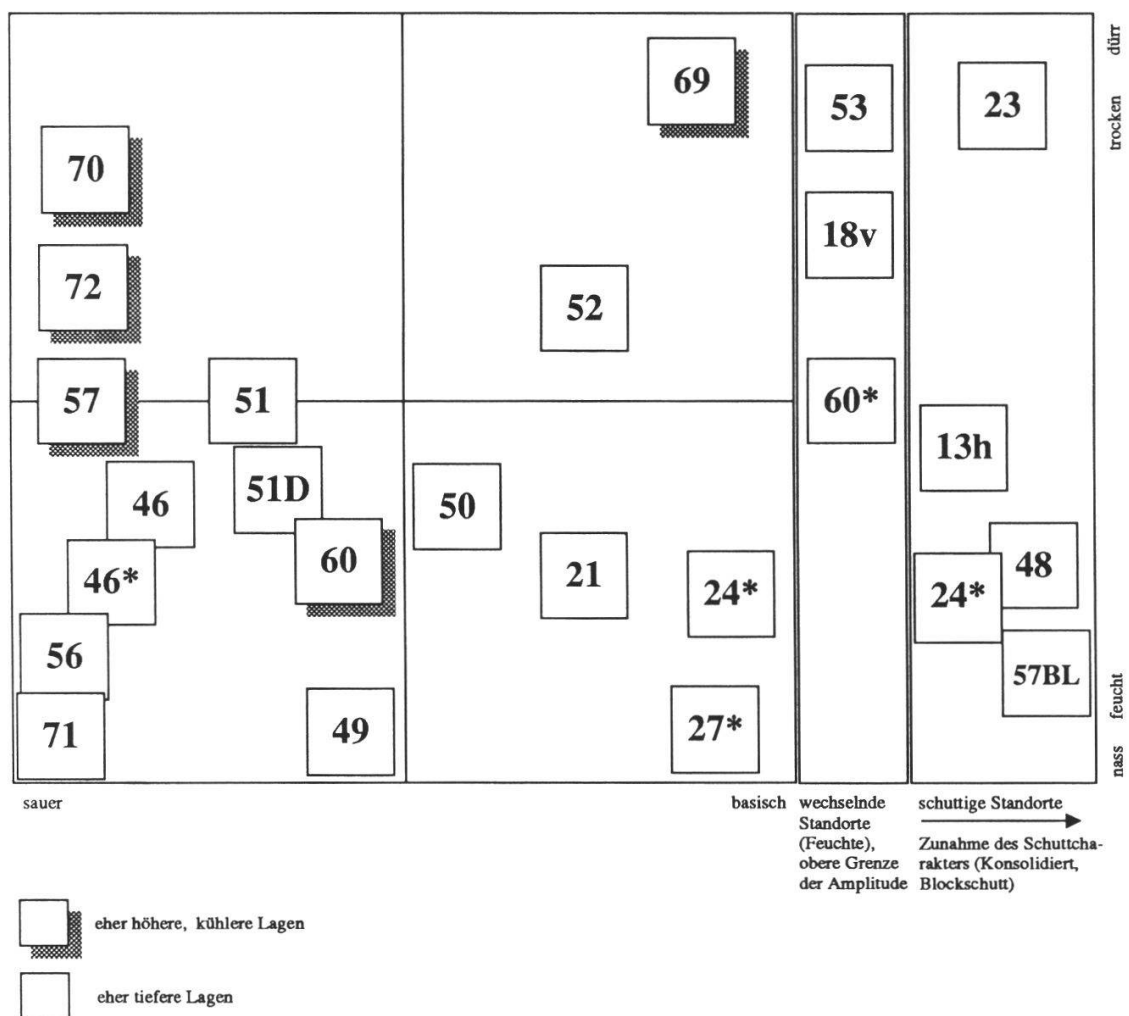 dürr
69
53
23
trocken
70
18v
72
52
57
51
60*
13h
46
51D
50
60
21
24*
48
46*
24*
56
57BL
71
49
27*
feucht
nass
sauer
basisch
wechselnde
Standorte
(Feuchte),
obere Grenze
der Amplitude
schuttige Standorte
Zunahme des Schuttcha-
rakters (Konsolidiert,
Blockschutt)
eher höhere, kühlere Lagen
eher tiefere Lagen